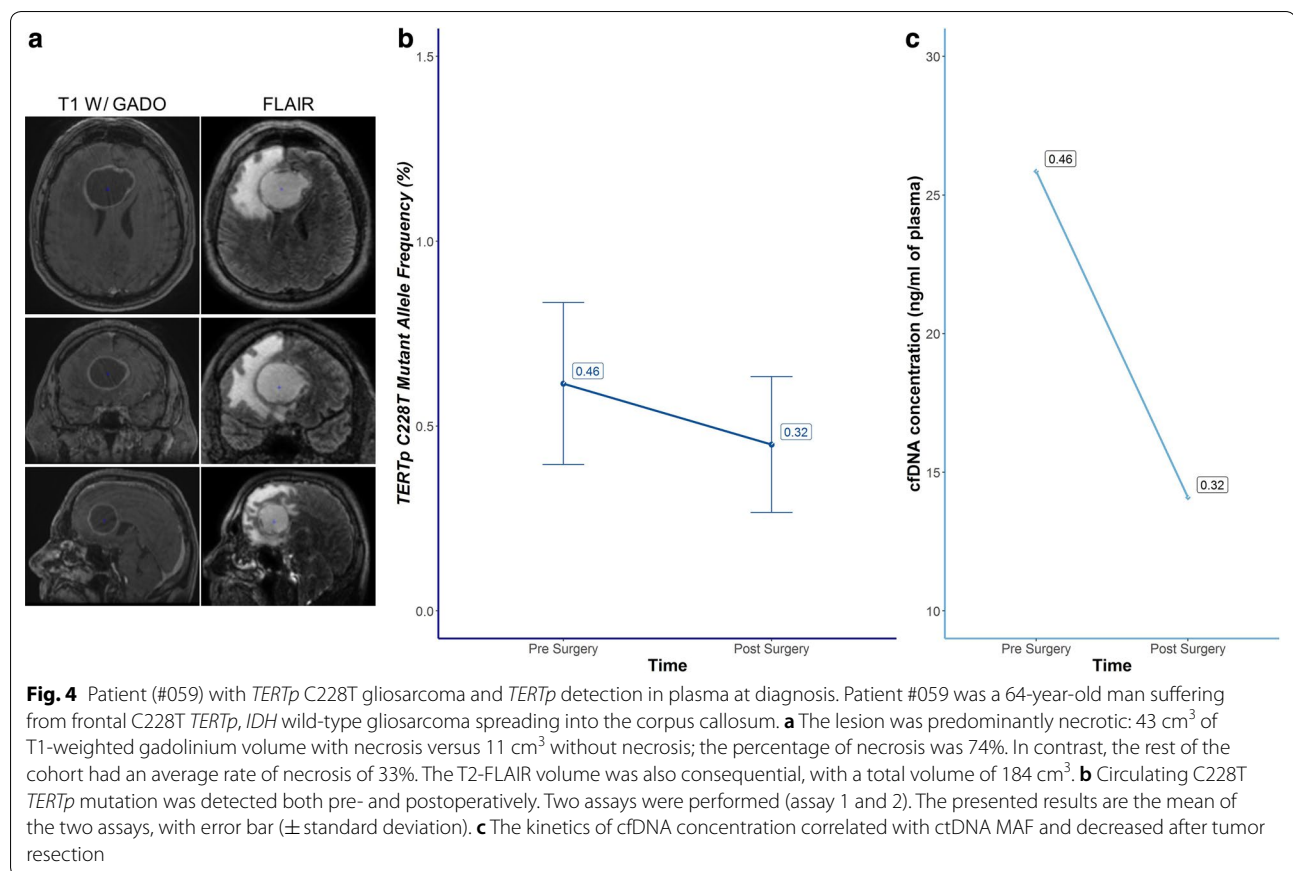 a
T1 W/ GADO FLAIR
b
TERTp C228T Mutant Allele Frequency (%)
1.5
1.0
0.5
0.0
0.46
0.32
Pre Surgery Post Surgery
Time
c
cfDNA concentration (ng/ml of plasma)
30
25
20
15
10
0.46
0.32
Pre Surgery Post Surgery
Time
Fig. 4 Patient (#059) with TERTp C228T gliosarcoma and TERTp detection in plasma at diagnosis. Patient #059 was a 64-year-old man suffering
from frontal C228T TERTp, IDH wild-type gliosarcoma spreading into the corpus callosum. a The lesion was predominantly necrotic: 43 cm³ of
T1-weighted gadolinium volume with necrosis versus 11 cm³ without necrosis; the percentage of necrosis was 74%. In contrast, the rest of the
cohort had an average rate of necrosis of 33%. The T2-FLAIR volume was also consequential, with a total volume of 184 cm³. b Circulating C228T
TERTp mutation was detected both pre- and postoperatively. Two assays were performed (assay 1 and 2). The presented results are the mean of
the two assays, with error bar (± standard deviation). c The kinetics of cfDNA concentration correlated with ctDNA MAF and decreased after tumor
resection